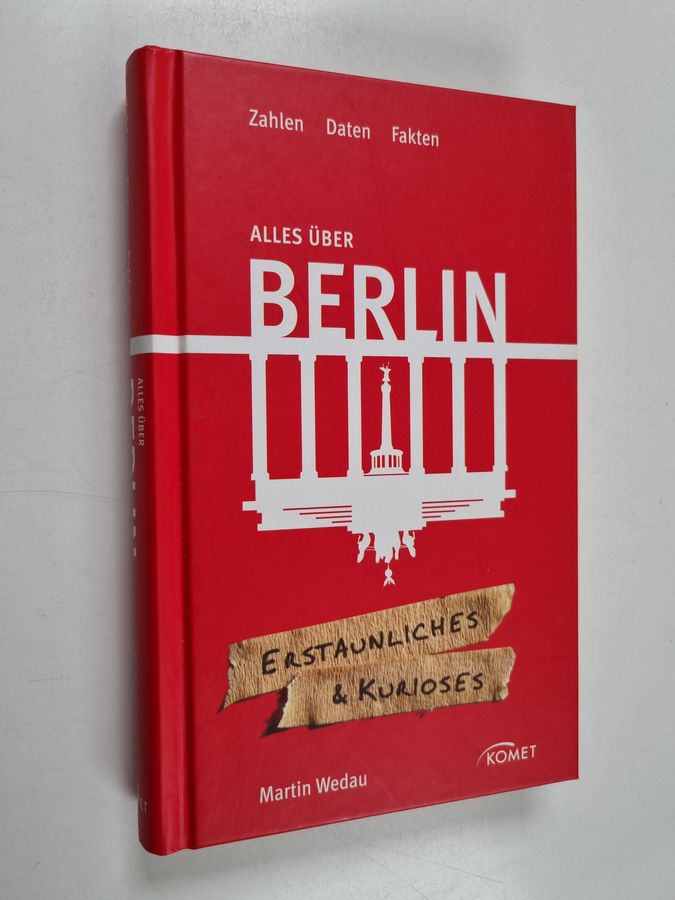 Zahlen Daten Fakten
ALLES ÜBER
BERLIN
ERSTAUNLICHES
& KURIOSES
Martin Wedau
KOMET
ALLES ÜBER